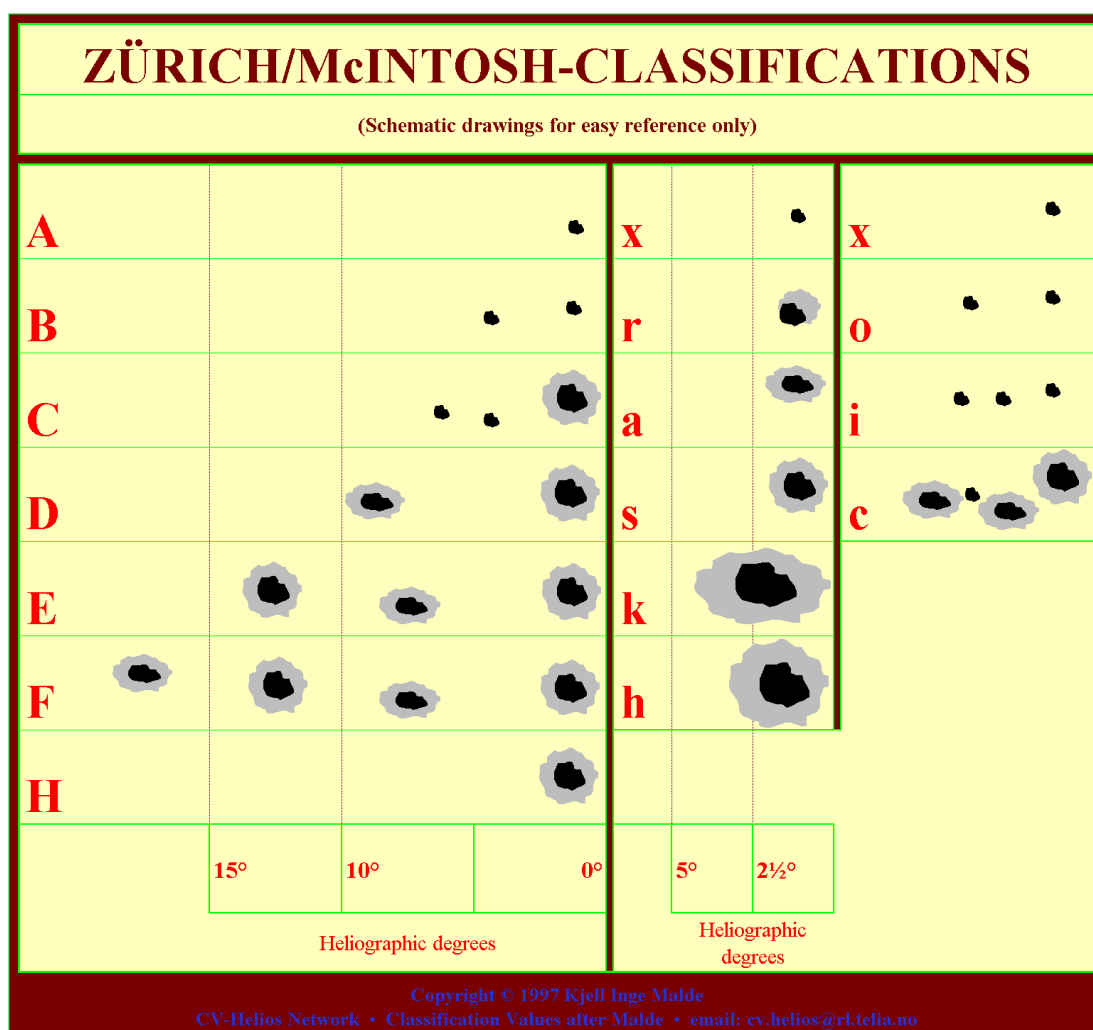 ZÜRICH/McINTOSH-CLASSIFICATIONS
(Schematic drawings for easy reference only)
A
B
C
D
E
F
H
15° 10° 0°
Heliographic degrees
x
r
a
s
k
h
5° 2½°
Heliographic
degrees
x
o
i
c
Copyright © 1997 Kjell Inge Malde
CV-Helios Network • Classification Values after Malde • email: cv.helios@rl.telia.no